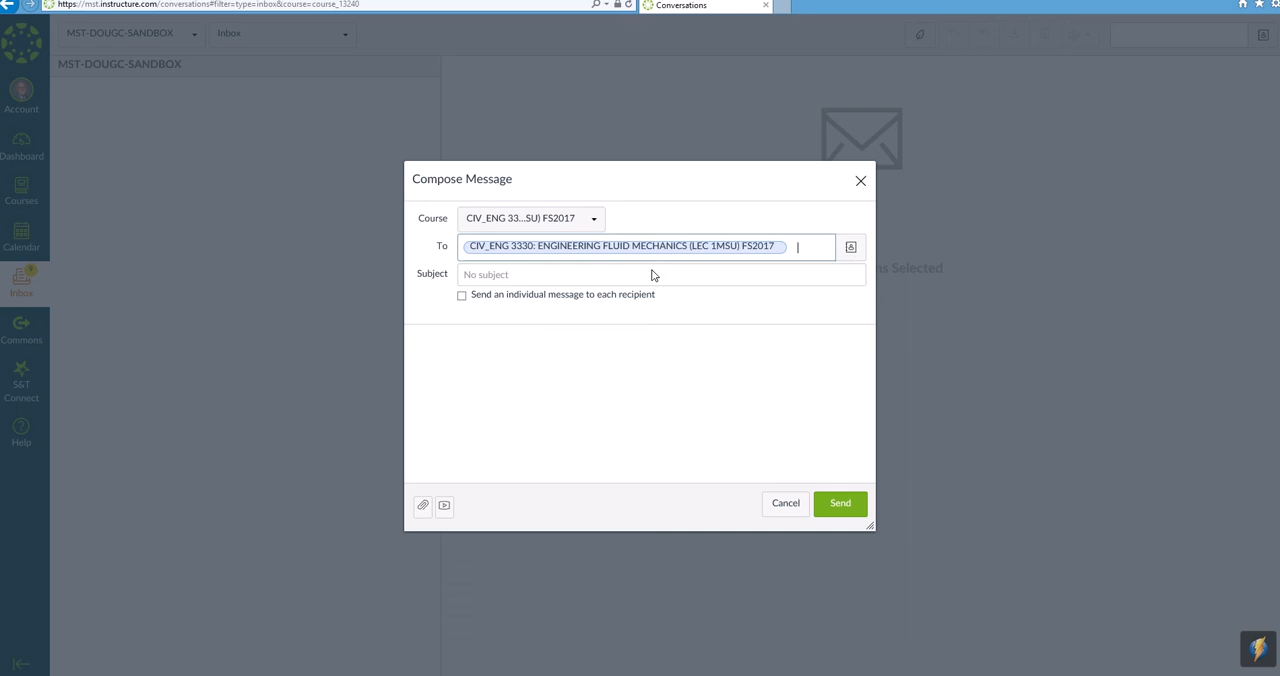 https://mst.instructure.com/conversations#filter=type=inbox&course=course_13240
Conversations
MST-DOUGC-SANDBOX
Inbox
MST-DOUGC-SANDBOX
Account
Dashboard
Courses
Calendar
Inbox
Commons
S&T
Connect
Help
Compose Message
Course
CIV_ENG 33...SU) FS2017
To
CIV_ENG 3330: ENGINEERING FLUID MECHANICS (LEC 1MSU) FS2017
Subject
No subject
Send an individual message to each recipient
Cancel
Send
Selected